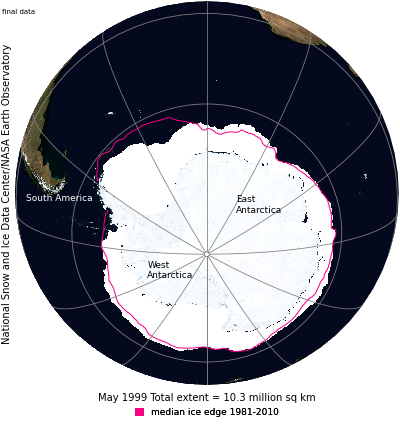 final data
National Snow and Ice Data Center/NASA Earth Observatory
South America
East
Antarctica
West
Antarctica
May 1999 Total extent = 10.3 million sq km
median ice edge 1981-2010